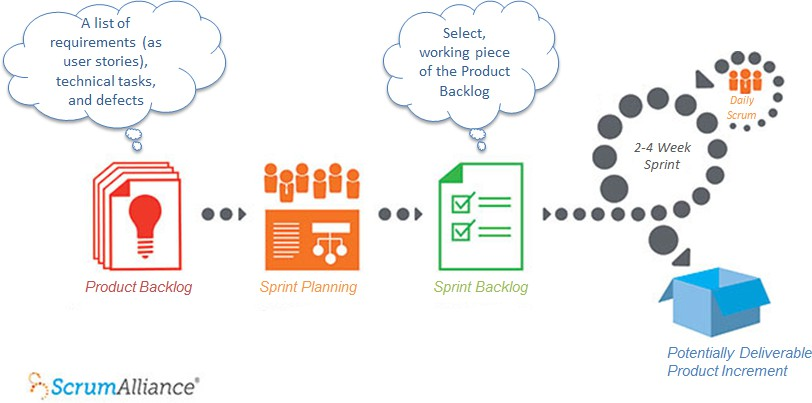 A list of
requirements (as
user stories),
technical tasks,
and defects
Select,
working piece
of the Product
Backlog
Daily
Scrum
2-4 Week
Sprint
Product Backlog
Sprint Planning
Sprint Backlog
Potentially Deliverable
Product Increment
ScrumAlliance®